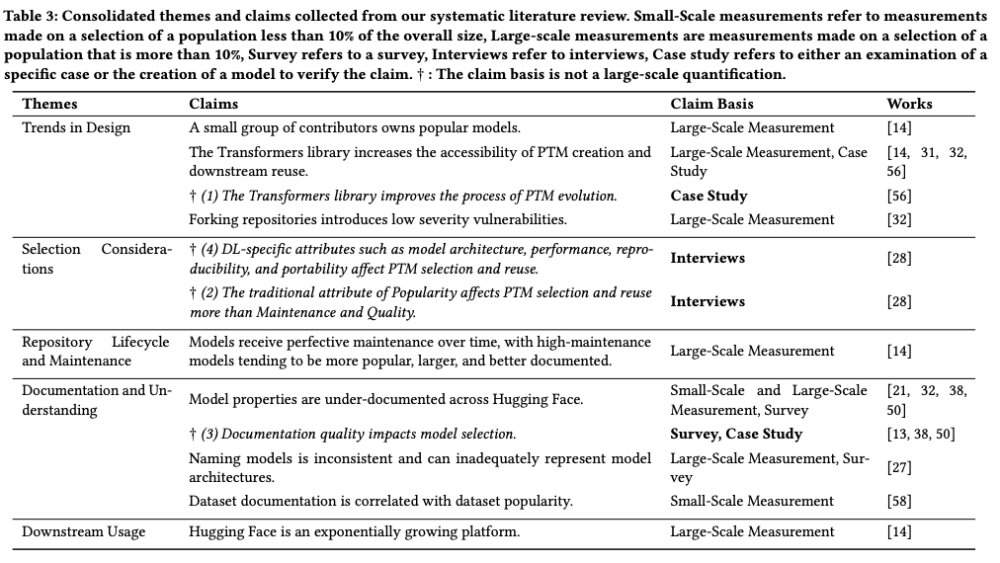 Table 3: Consolidated themes and claims collected from our systematic literature review. Small-Scale measurements refer to measurements
made on a selection of a population less than 10% of the overall size, Large-scale measurements are measurements made on a selection of a
population that is more than 10%, Survey refers to a survey, Interviews refer to interviews, Case study refers to either an examination of a
specific case or the creation of a model to verify the claim. † : The claim basis is not a large-scale quantification.
Themes Claims Claim Basis Works
Trends in Design A small group of contributors owns popular models. Large-Scale Measurement [14]
The Transformers library increases the accessibility of PTM creation and Large-Scale Measurement, Case [14, 31, 32,
downstream reuse. Study 56]
† (1) The Transformers library improves the process of PTM evolution. Case Study [56]
Forking repositories introduces low severity vulnerabilities. Large-Scale Measurement [32]
Selection Considera- † (4) DL-specific attributes such as model architecture, performance, repro-
tions ducibility, and portability affect PTM selection and reuse. Interviews [28]
† (2) The traditional attribute of Popularity affects PTM selection and reuse
more than Maintenance and Quality. Interviews [28]
Repository Lifecycle Models receive perfective maintenance over time, with high-maintenance
and Maintenance models tending to be more popular, larger, and better documented. Large-Scale Measurement [14]
Documentation and Un- Model properties are under-documented across Hugging Face. Small-Scale and Large-Scale [21, 32, 38,
derstanding Measurement, Survey 50]
† (3) Documentation quality impacts model selection. Survey, Case Study [13, 38, 50]
Naming models is inconsistent and can inadequately represent model Large-Scale Measurement, Sur- [27]
architectures. vey
Dataset documentation is correlated with dataset popularity. Small-Scale Measurement [58]
Downstream Usage Hugging Face is an exponentially growing platform. Large-Scale Measurement [14]